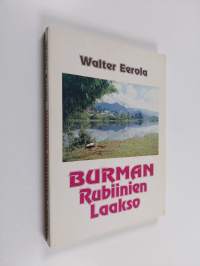 Walter Eerola
BURMAN
Rubiinien
Laakso